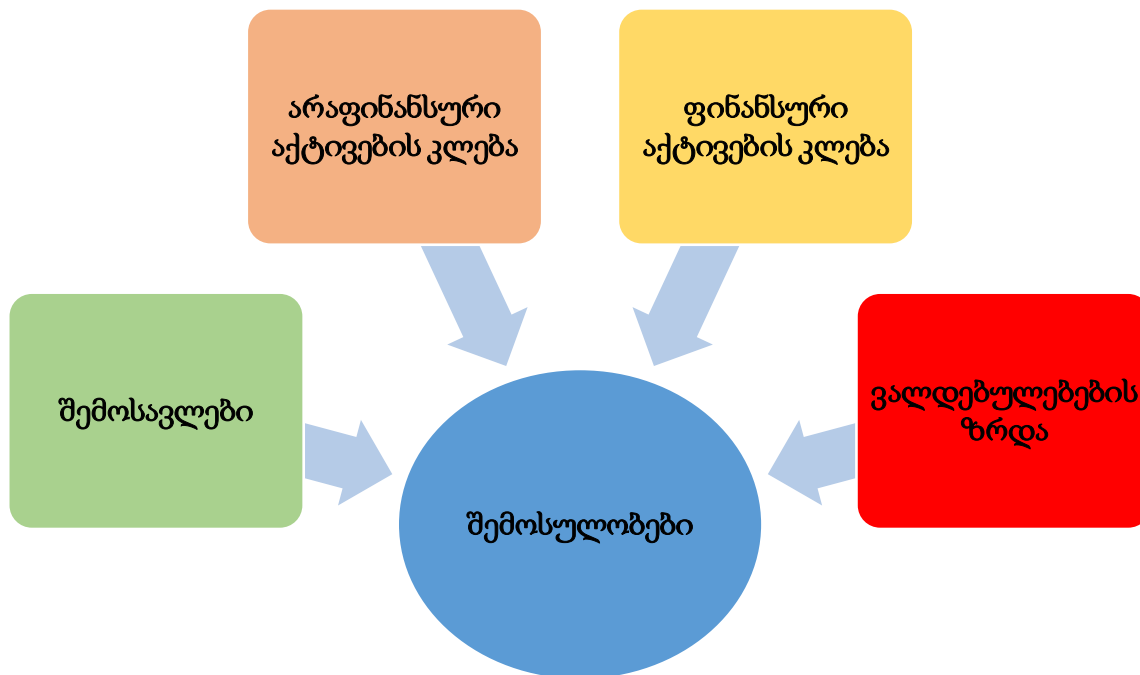 არაფინანსური
აქტივების კლება
ფინანსური
აქტივების კლება
შემოსავლები
ვალდებულებების
ზრდა
შემოსულობები